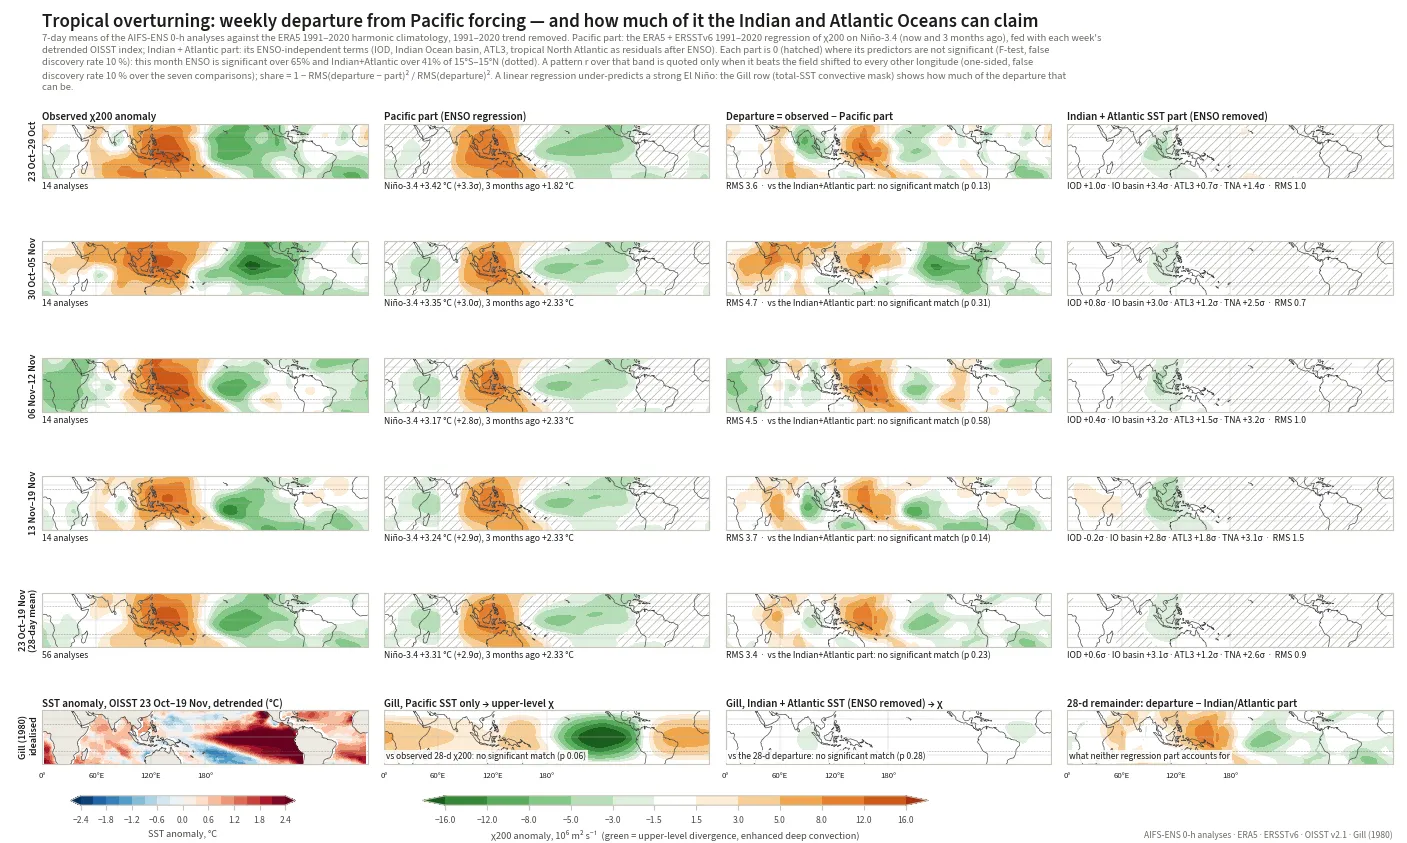 Tropical overturning: weekly departure from Pacific forcing — and how much of it the Indian and Atlantic Oceans can claim
7-day means of the AIFS-ENS 0-h analyses against the ERA5 1991–2020 harmonic climatology, 1991–2020 trend removed. Pacific part: the ERA5 + ERSSTv6 1991–2020 regression of χ200 on Niño-3.4 (now and 3 months ago), fed with each week's
detrended OISST index; Indian + Atlantic part: its ENSO-independent terms (IOD, Indian Ocean basin, ATL3, tropical North Atlantic as residuals after ENSO). Each part is 0 (hatched) where its predictors are not significant (F-test, false
discovery rate 10 %): this month ENSO is significant over 65% and Indian+Atlantic over 41% of 15°S–15°N (dotted). A pattern r over that band is quoted only when it beats the field shifted to every other longitude (one-sided, false
discovery rate 10 % over the seven comparisons); share = 1 − RMS(departure − part)² / RMS(departure)². A linear regression under-predicts a strong El Niño: the Gill row (total-SST convective mask) shows how much of the departure that
can be.
Observed χ200 anomaly
Pacific part (ENSO regression)
Departure = observed − Pacific part
Indian + Atlantic SST part (ENSO removed)
23 Oct–29 Oct
14 analyses
Niño-3.4 +3.42 °C (+3.3σ), 3 months ago +1.82 °C
RMS 3.6 · vs the Indian+Atlantic part: no significant match (p 0.13)
IOD +1.0σ · IO basin +3.4σ · ATL3 +0.7σ · TNA +1.4σ · RMS 1.0
30 Oct–05 Nov
14 analyses
Niño-3.4 +3.35 °C (+3.0σ), 3 months ago +2.33 °C
RMS 4.7 · vs the Indian+Atlantic part: no significant match (p 0.31)
IOD +0.8σ · IO basin +3.0σ · ATL3 +1.2σ · TNA +2.5σ · RMS 0.7
06 Nov–12 Nov
14 analyses
Niño-3.4 +3.17 °C (+2.8σ), 3 months ago +2.33 °C
RMS 4.5 · vs the Indian+Atlantic part: no significant match (p 0.58)
IOD +0.4σ · IO basin +3.2σ · ATL3 +1.5σ · TNA +3.2σ · RMS 1.0
13 Nov–19 Nov
14 analyses
Niño-3.4 +3.24 °C (+2.9σ), 3 months ago +2.33 °C
RMS 3.7 · vs the Indian+Atlantic part: no significant match (p 0.14)
IOD -0.2σ · IO basin +2.8σ · ATL3 +1.8σ · TNA +3.1σ · RMS 1.5
23 Oct–19 Nov
(28-day mean)
56 analyses
Niño-3.4 +3.31 °C (+2.9σ), 3 months ago +2.33 °C
RMS 3.4 · vs the Indian+Atlantic part: no significant match (p 0.23)
IOD +0.6σ · IO basin +3.1σ · ATL3 +1.2σ · TNA +2.6σ · RMS 0.9
SST anomaly, OISST 23 Oct–19 Nov, detrended (°C)
Gill, Pacific SST only → upper-level χ
Gill, Indian + Atlantic SST (ENSO removed) → χ
28-d remainder: departure − Indian/Atlantic part
Gill (1980)
idealised
vs observed 28-d χ200: no significant match (p 0.06)
vs the 28-d departure: no significant match (p 0.28)
what neither regression part accounts for
0° 60°E 120°E 180°
0° 60°E 120°E 180°
0° 60°E 120°E 180°
0° 60°E 120°E 180°
−2.4 −1.8 −1.2 −0.6 0.0 0.6 1.2 1.8 2.4
SST anomaly, °C
−16.0 −12.0 −8.0 −5.0 −3.0 −1.5 1.5 3.0 5.0 8.0 12.0 16.0
χ200 anomaly, 10⁶ m² s⁻¹ (green = upper-level divergence, enhanced deep convection)
AIFS-ENS 0-h analyses · ERA5 · ERSSTv6 · OISST v2.1 · Gill (1980)